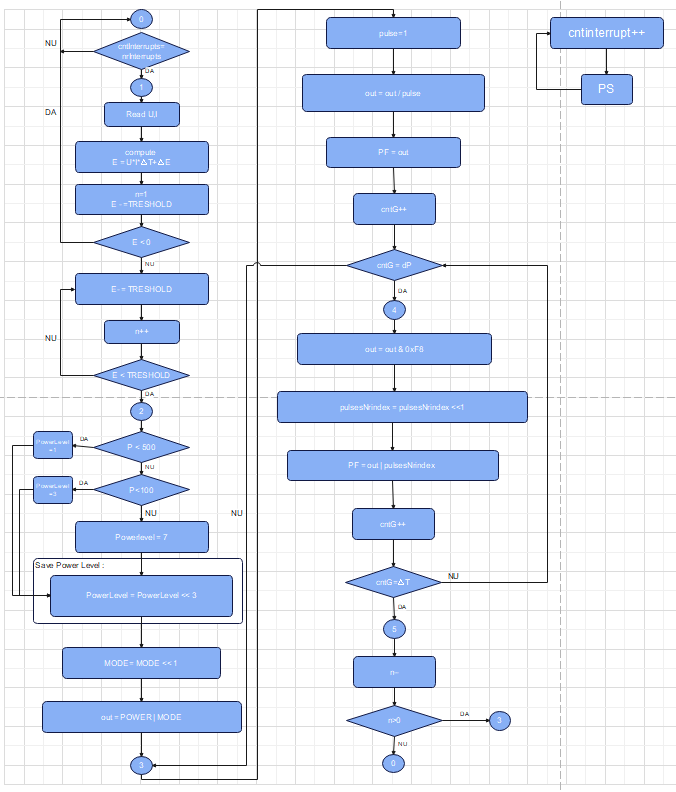 0
cntInterrupts=
nrInterrupts
NU
DA
1
DA
Read U,I
compute
E = U*I*ΔT+ΔE
n=1
E -=TRESHOLD
E < 0
NU
E-= TRESHOLD
n++
NU
E < TRESHOLD
DA
2
P < 500
DA
PowerLevel
=1
NU
P<100
DA
PowerLevel
=3
NU
Powerlevel = 7
Save Power Level :
PowerLevel = PowerLevel << 3
MODE = MODE << 1
out = POWER | MODE
3
pulse=1
out = out / pulse
PF = out
cntG++
cntG = dP
NU
DA
4
out = out & 0xF8
pulsesNrindex = pulsesNrindex <<1
PF = out | pulsesNrindex
cntG++
cntG=ΔT
NU
DA
5
n--
n>0
DA
3
NU
0
cntinterrupt++
PS